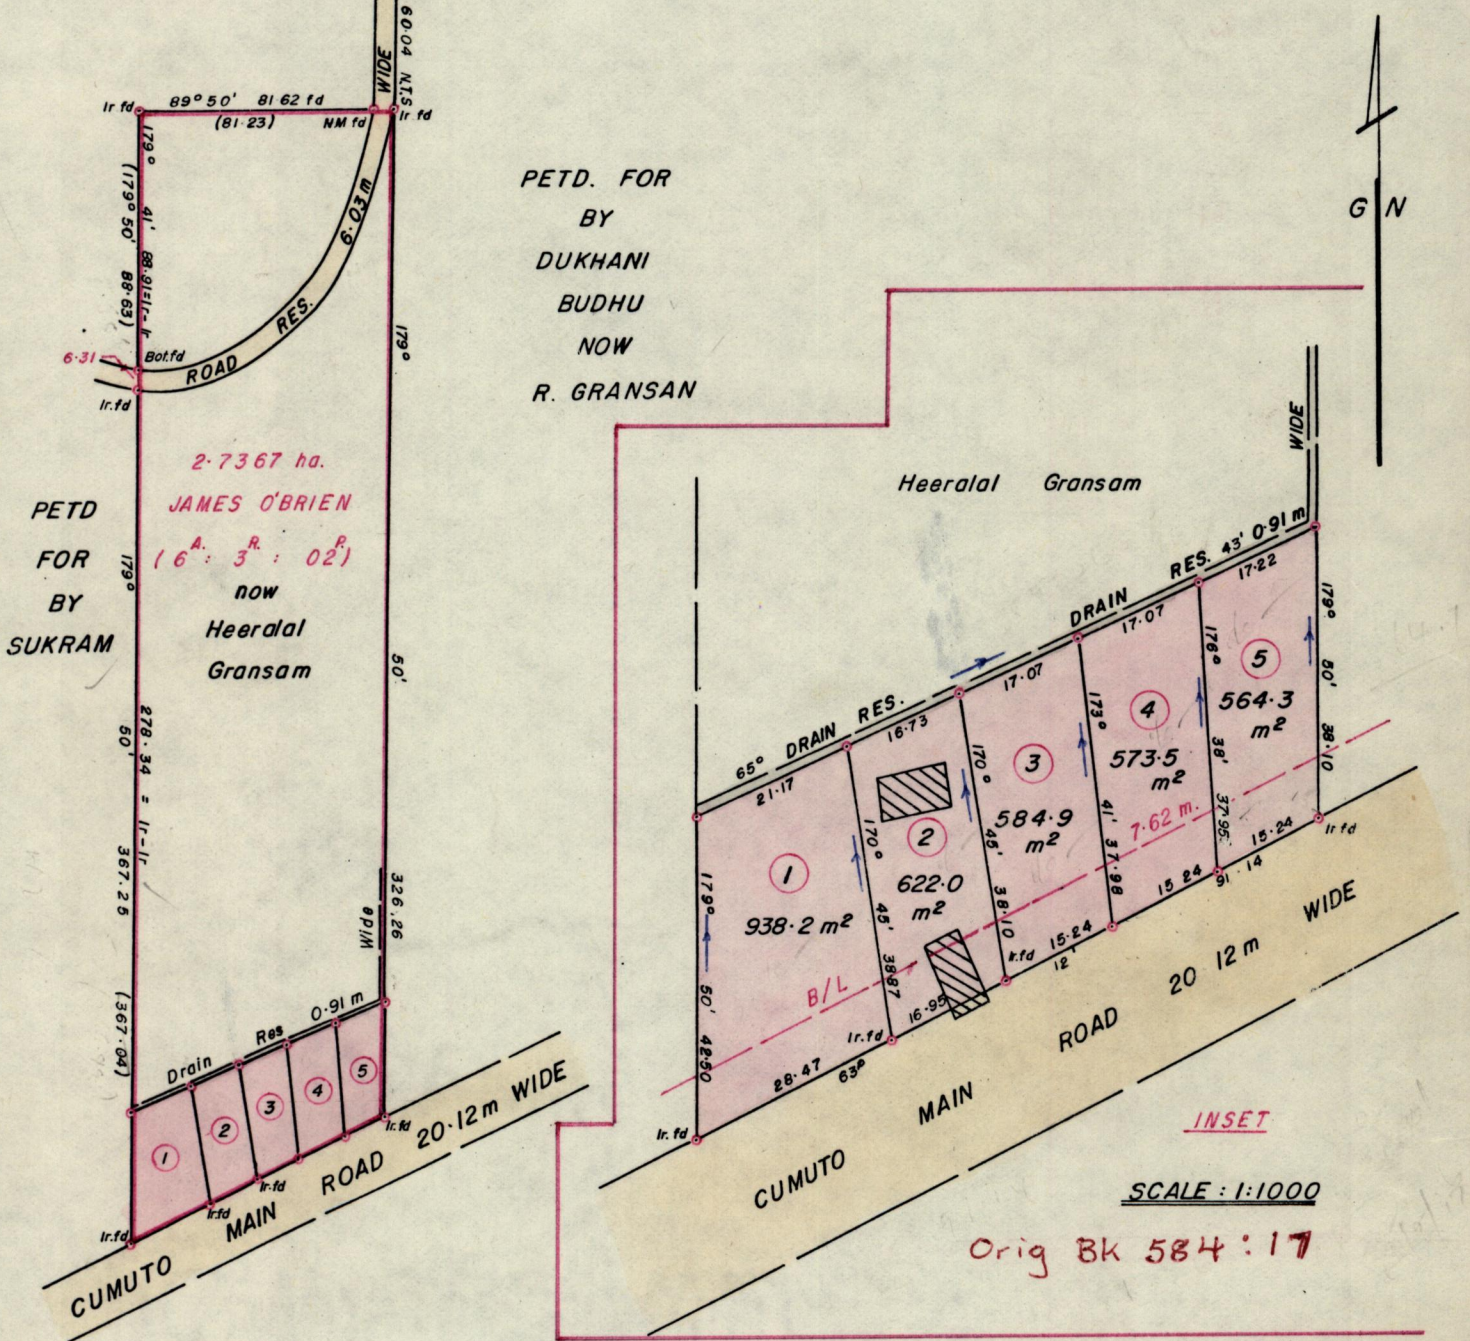 60·04 N.T.S
WIDE
Ir fd
89° 50' 81·62 fd
(81·23)
NM fd
Ir fd
179° 41' 88·91=Ir-Ir
(179° 50' 88·63)
6·03 m
RES.
ROAD
6·31
Bot.fd
Ir.fd
179°
50'
326·26
PETD. FOR
BY
DUKHANI
BUDHU
NOW
R. GRANSAN
G N
2·7367 ha.
JAMES O'BRIEN
(6A. : 3R. : 02P.)
now
Heeralal
Gransam
PETD
FOR
BY
SUKRAM
179°
50'
278·34 = Ir-Ir
367·25
(367·04)
Wide
Drain Res 0·91 m
1
2
3
4
5
Ir.fd
Ir.fd
Ir.fd
Ir.fd
CUMUTO MAIN ROAD 20·12m WIDE
Heeralal Gransam
WIDE
65° DRAIN RES. DRAIN RES. 43' 0·91 m
21·17
16·73
17·07
17·07
17·22
1
938·2 m²
2
622·0
m²
3
584·9
m²
4
573·5
m²
5
564·3
m²
179° 50' 42·50
170° 45' 38·87
170° 45' 38·10
173° 41' 37·98
176° 38' 37·95
179° 50' 38·10
B/L
7·62 m.
Ir. fd
28·47
63°
Ir.fd
16·95
Ir.fd
15·24
12'
15·24
91·14
15·24
Ir fd
CUMUTO MAIN ROAD 20 12 m WIDE
INSET
SCALE : 1:1000
Orig Bk 584 : 17